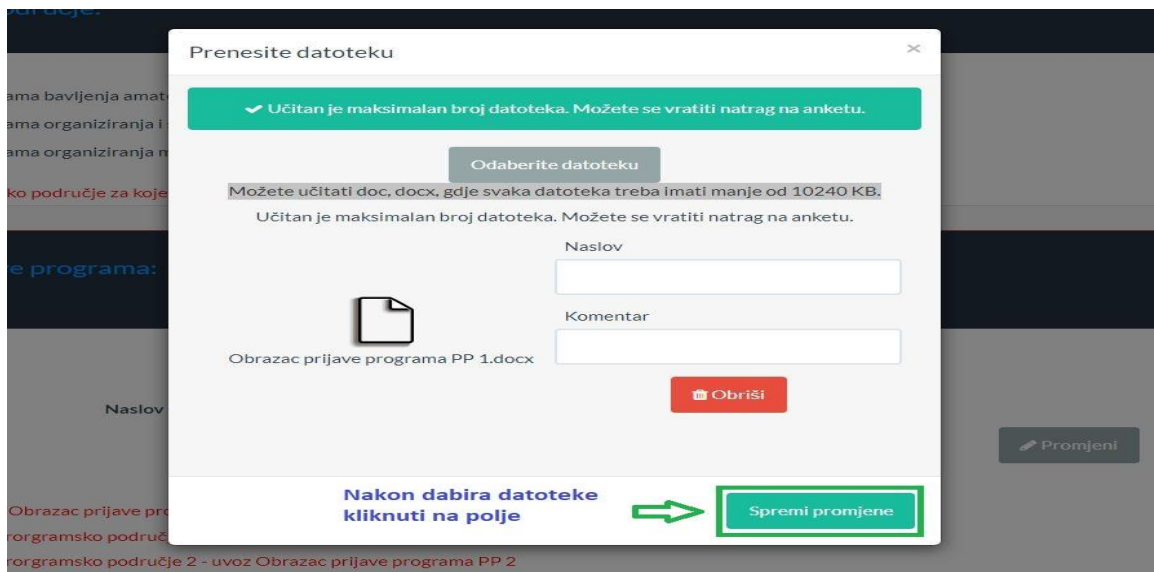 Prenesite datoteku
×
ama bavljenja amat
Učitan je maksimalan broj datoteka. Možete se vratiti natrag na anketu.
ama organiziranja i
ama organiziranja
Odaberite datoteku
ko područje za koje
Možete učitati doc, docx, gdje svaka datoteka treba imati manje od 10240 KB.
Učitan je maksimalan broj datoteka. Možete se vratiti natrag na anketu.
Naslov
e programa:
Komentar
Obrazac prijave programa PP 1.docx
Obriši
Naslov
Promjeni
Nakon dabira datoteke
kliknuti na polje
Spremi promjene
Obrazac prijave pro
rorgramsko područ
rorgramsko područje 2 - uvoz Obrazac prijave programa PP 2